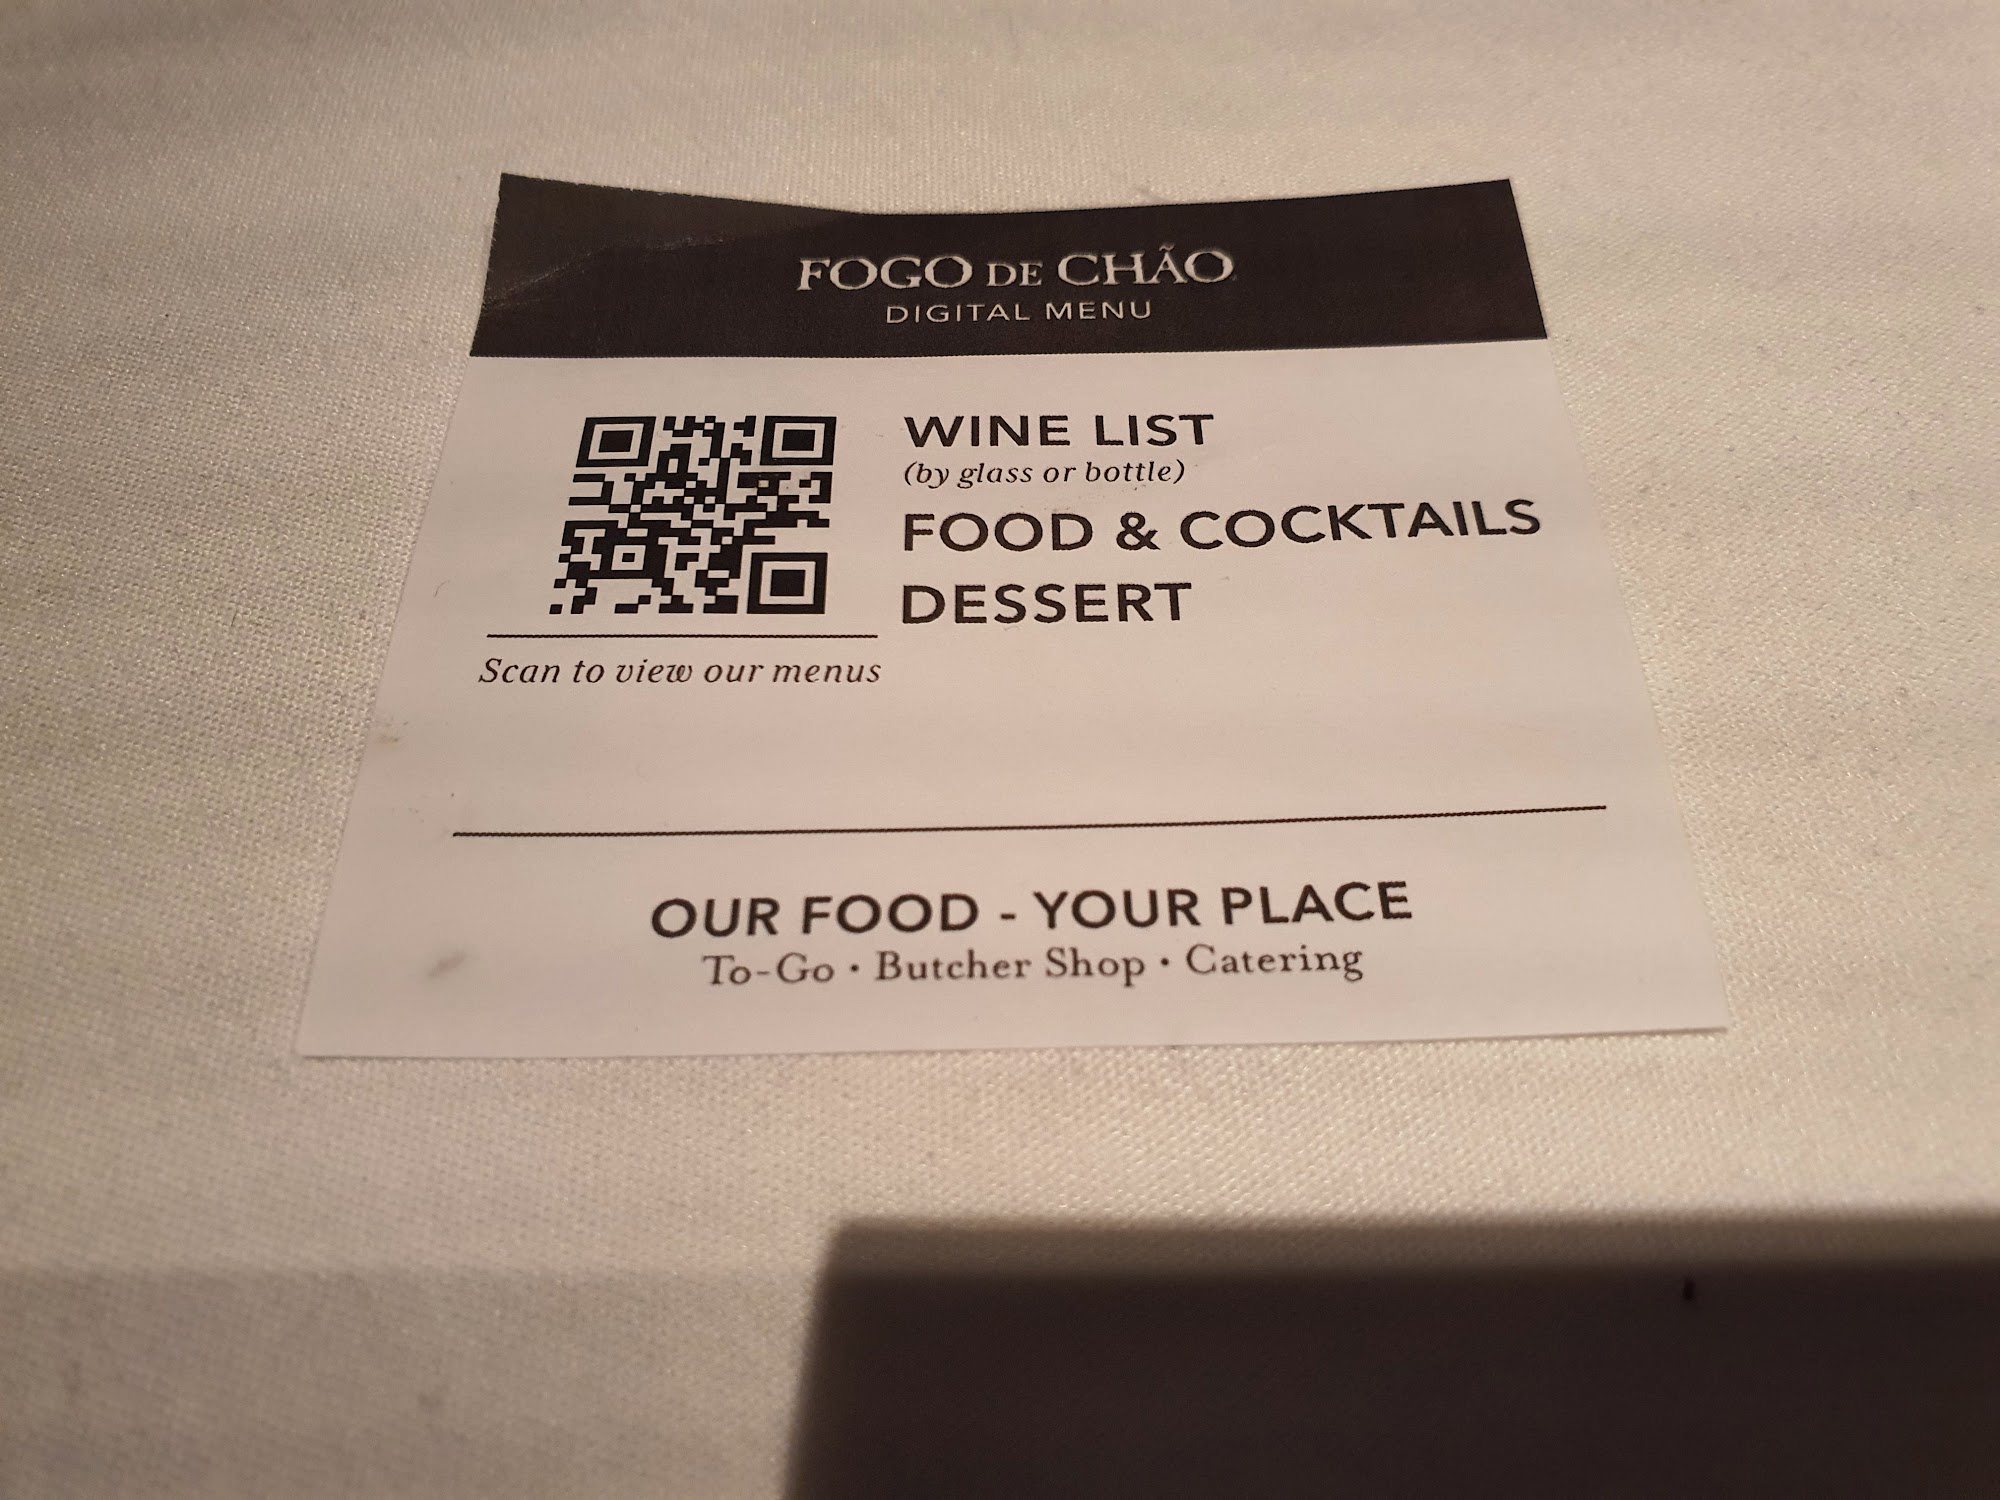 FOGO DE CHÃO
DIGITAL MENU
WINE LIST
(by glass or bottle)
FOOD & COCKTAILS
DESSERT
Scan to view our menus
OUR FOOD - YOUR PLACE
To-Go • Butcher Shop • Catering